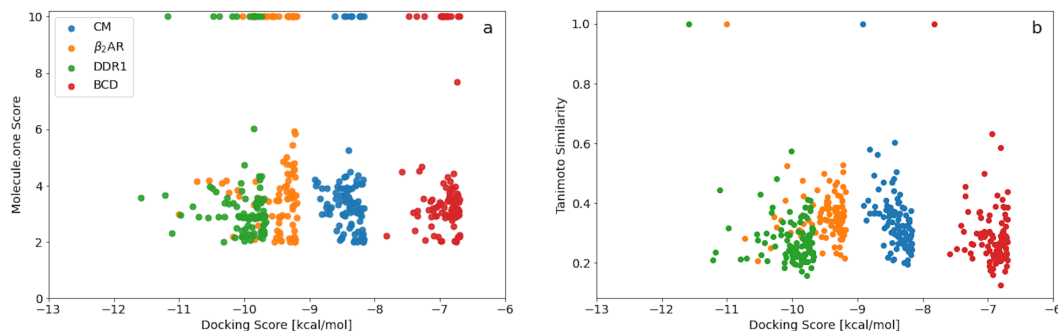 a
CM
β₂AR
DDR1
BCD
Molecule.one Score
10
8
6
4
2
0
−13 −12 −11 −10 −9 −8 −7 −6
Docking Score [kcal/mol]
b
Tanimoto Similarity
1.0
0.8
0.6
0.4
0.2
−13 −12 −11 −10 −9 −8 −7 −6
Docking Score [kcal/mol]